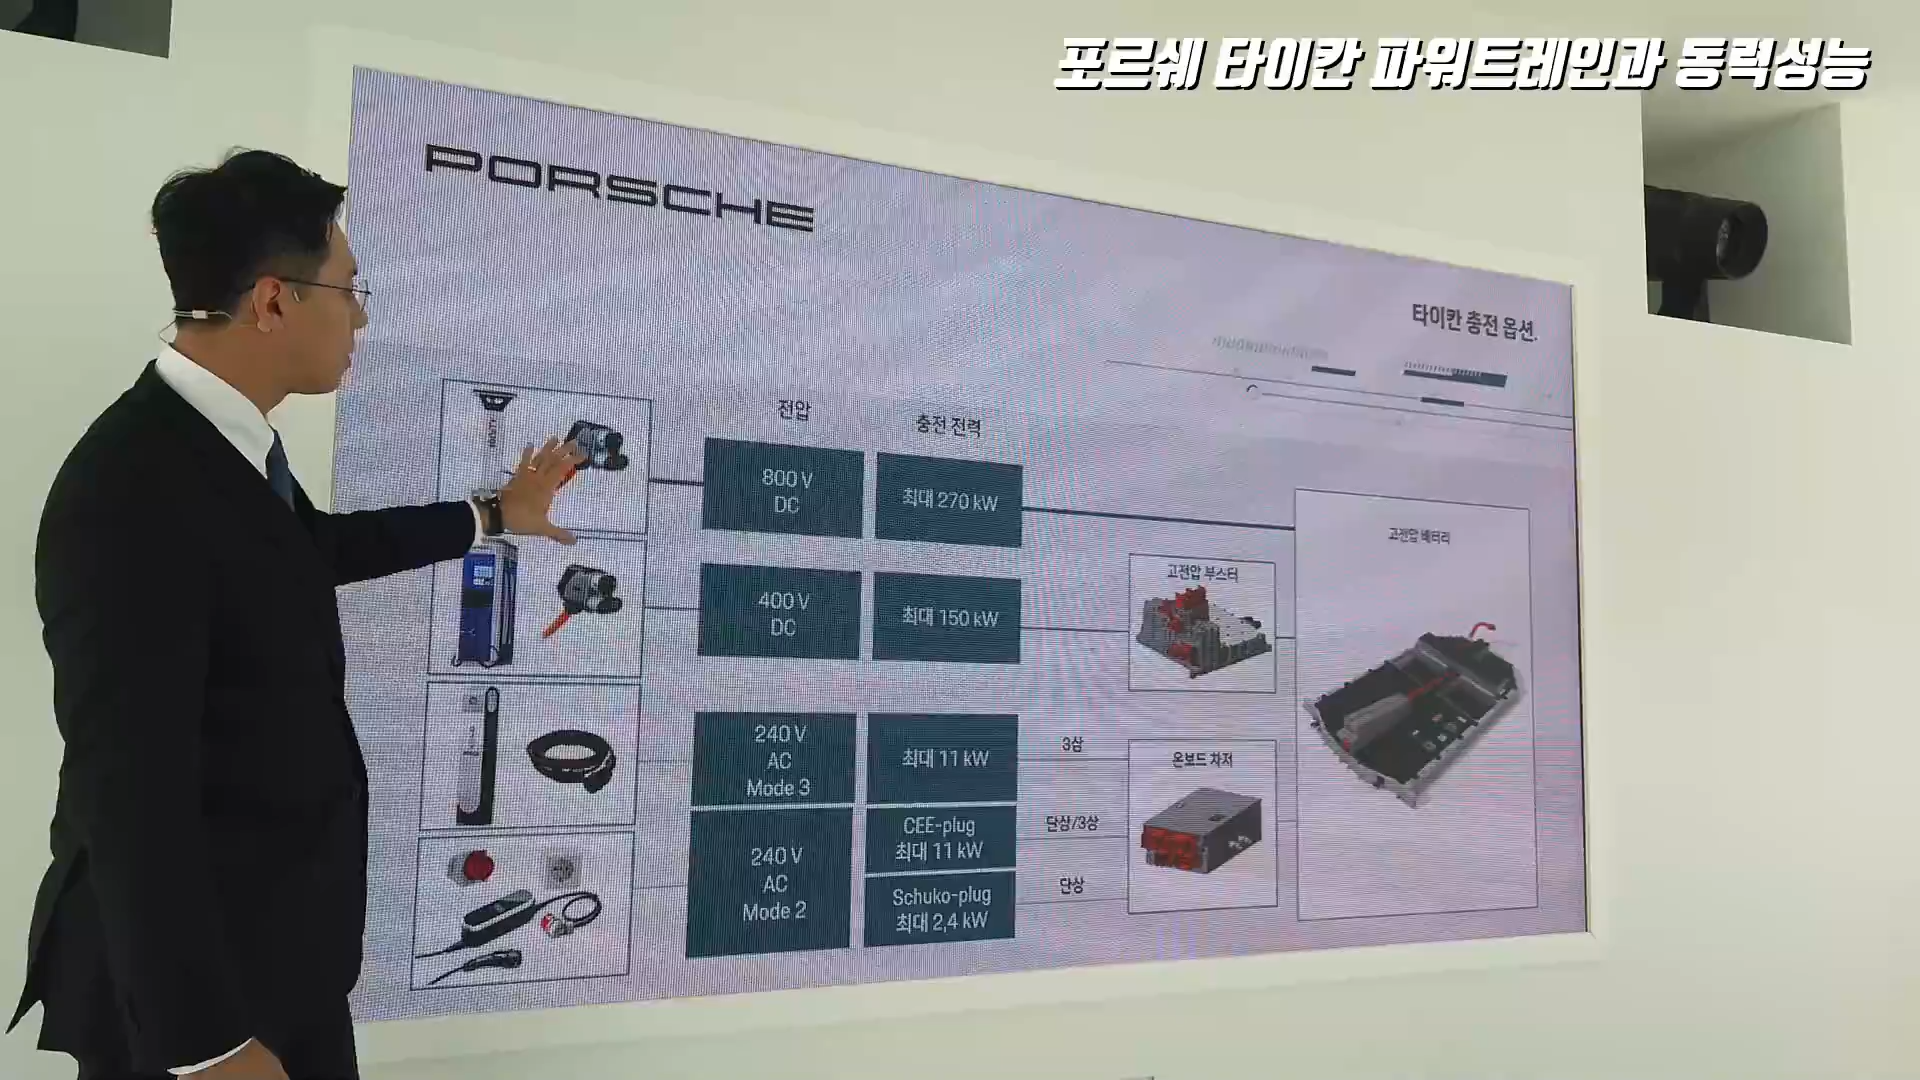 포르쉐 타이칸 파워트레인과 동력성능
PORSCHE
타이칸 충전 옵션.
전압
충전 전력
800 V
DC
최대 270 kW
400 V
DC
최대 150 kW
240 V
AC
Mode 3
최대 11 kW
240 V
AC
Mode 2
CEE-plug
최대 11 kW
Schuko-plug
최대 2,4 kW
3상
단상/3상
단상
고전압 부스터
온보드 차저
고전압 배터리